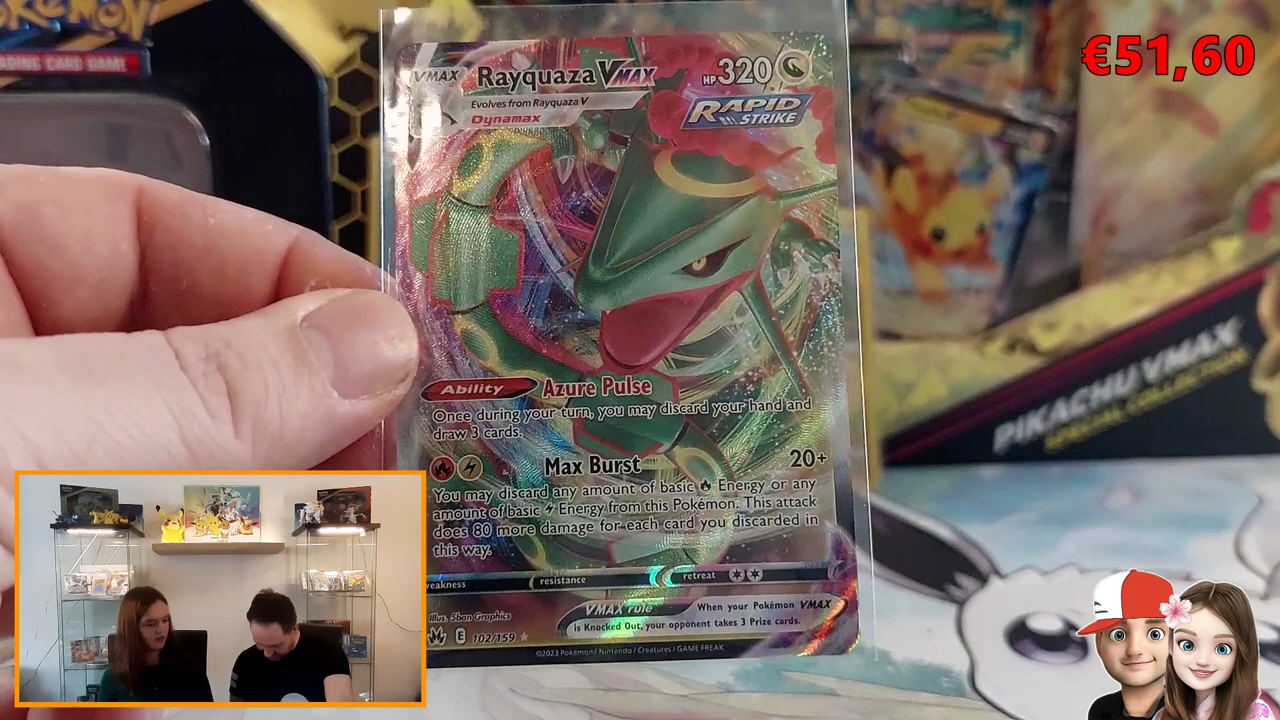 POKÉMON
TRADING CARD GAME
€51,60
VMAX Rayquaza VMAX HP 320
Evolves from Rayquaza V
Dynamax
RAPID
STRIKE
Ability Azure Pulse
Once during your turn, you may discard your hand and
draw 3 cards.
Max Burst 20+
You may discard any amount of basic Energy or any
amount of basic Energy from this Pokémon. This attack
does 80 more damage for each card you discarded in
this way.
weakness resistance retreat
Illus. 5ban Graphics
VMAX rule When your Pokémon VMAX
is Knocked Out, your opponent takes 3 Prize cards.
E 102/159
©2023 Pokémon / Nintendo / Creatures / GAME FREAK
PIKACHU VMAX
SPECIAL COLLECTION